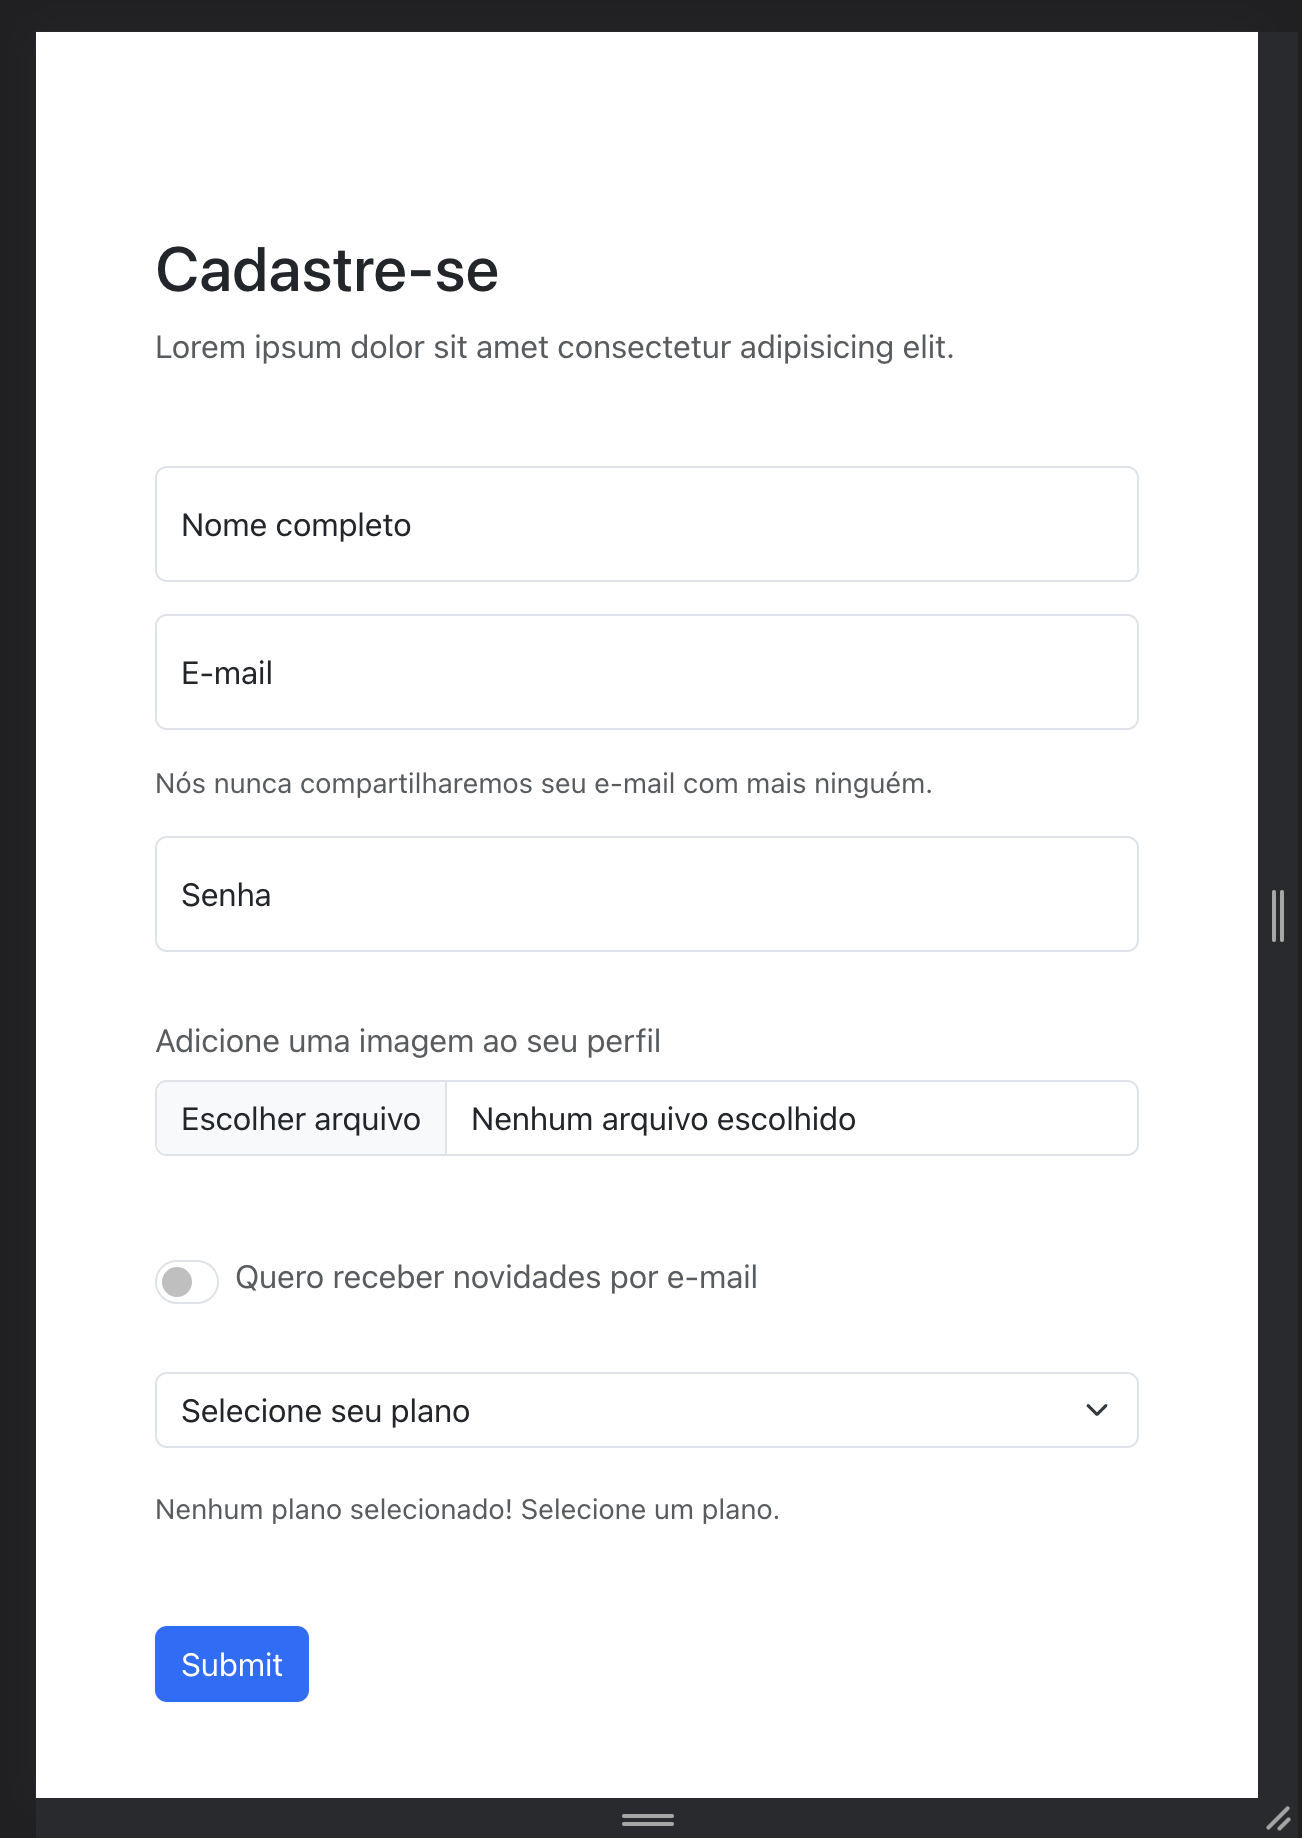 Cadastre-se
Lorem ipsum dolor sit amet consectetur adipisicing elit.
Nome completo
E-mail
Nós nunca compartilharemos seu e-mail com mais ninguém.
Senha
Adicione uma imagem ao seu perfil
Escolher arquivo Nenhum arquivo escolhido
Quero receber novidades por e-mail
Selecione seu plano
Nenhum plano selecionado! Selecione um plano.
Submit